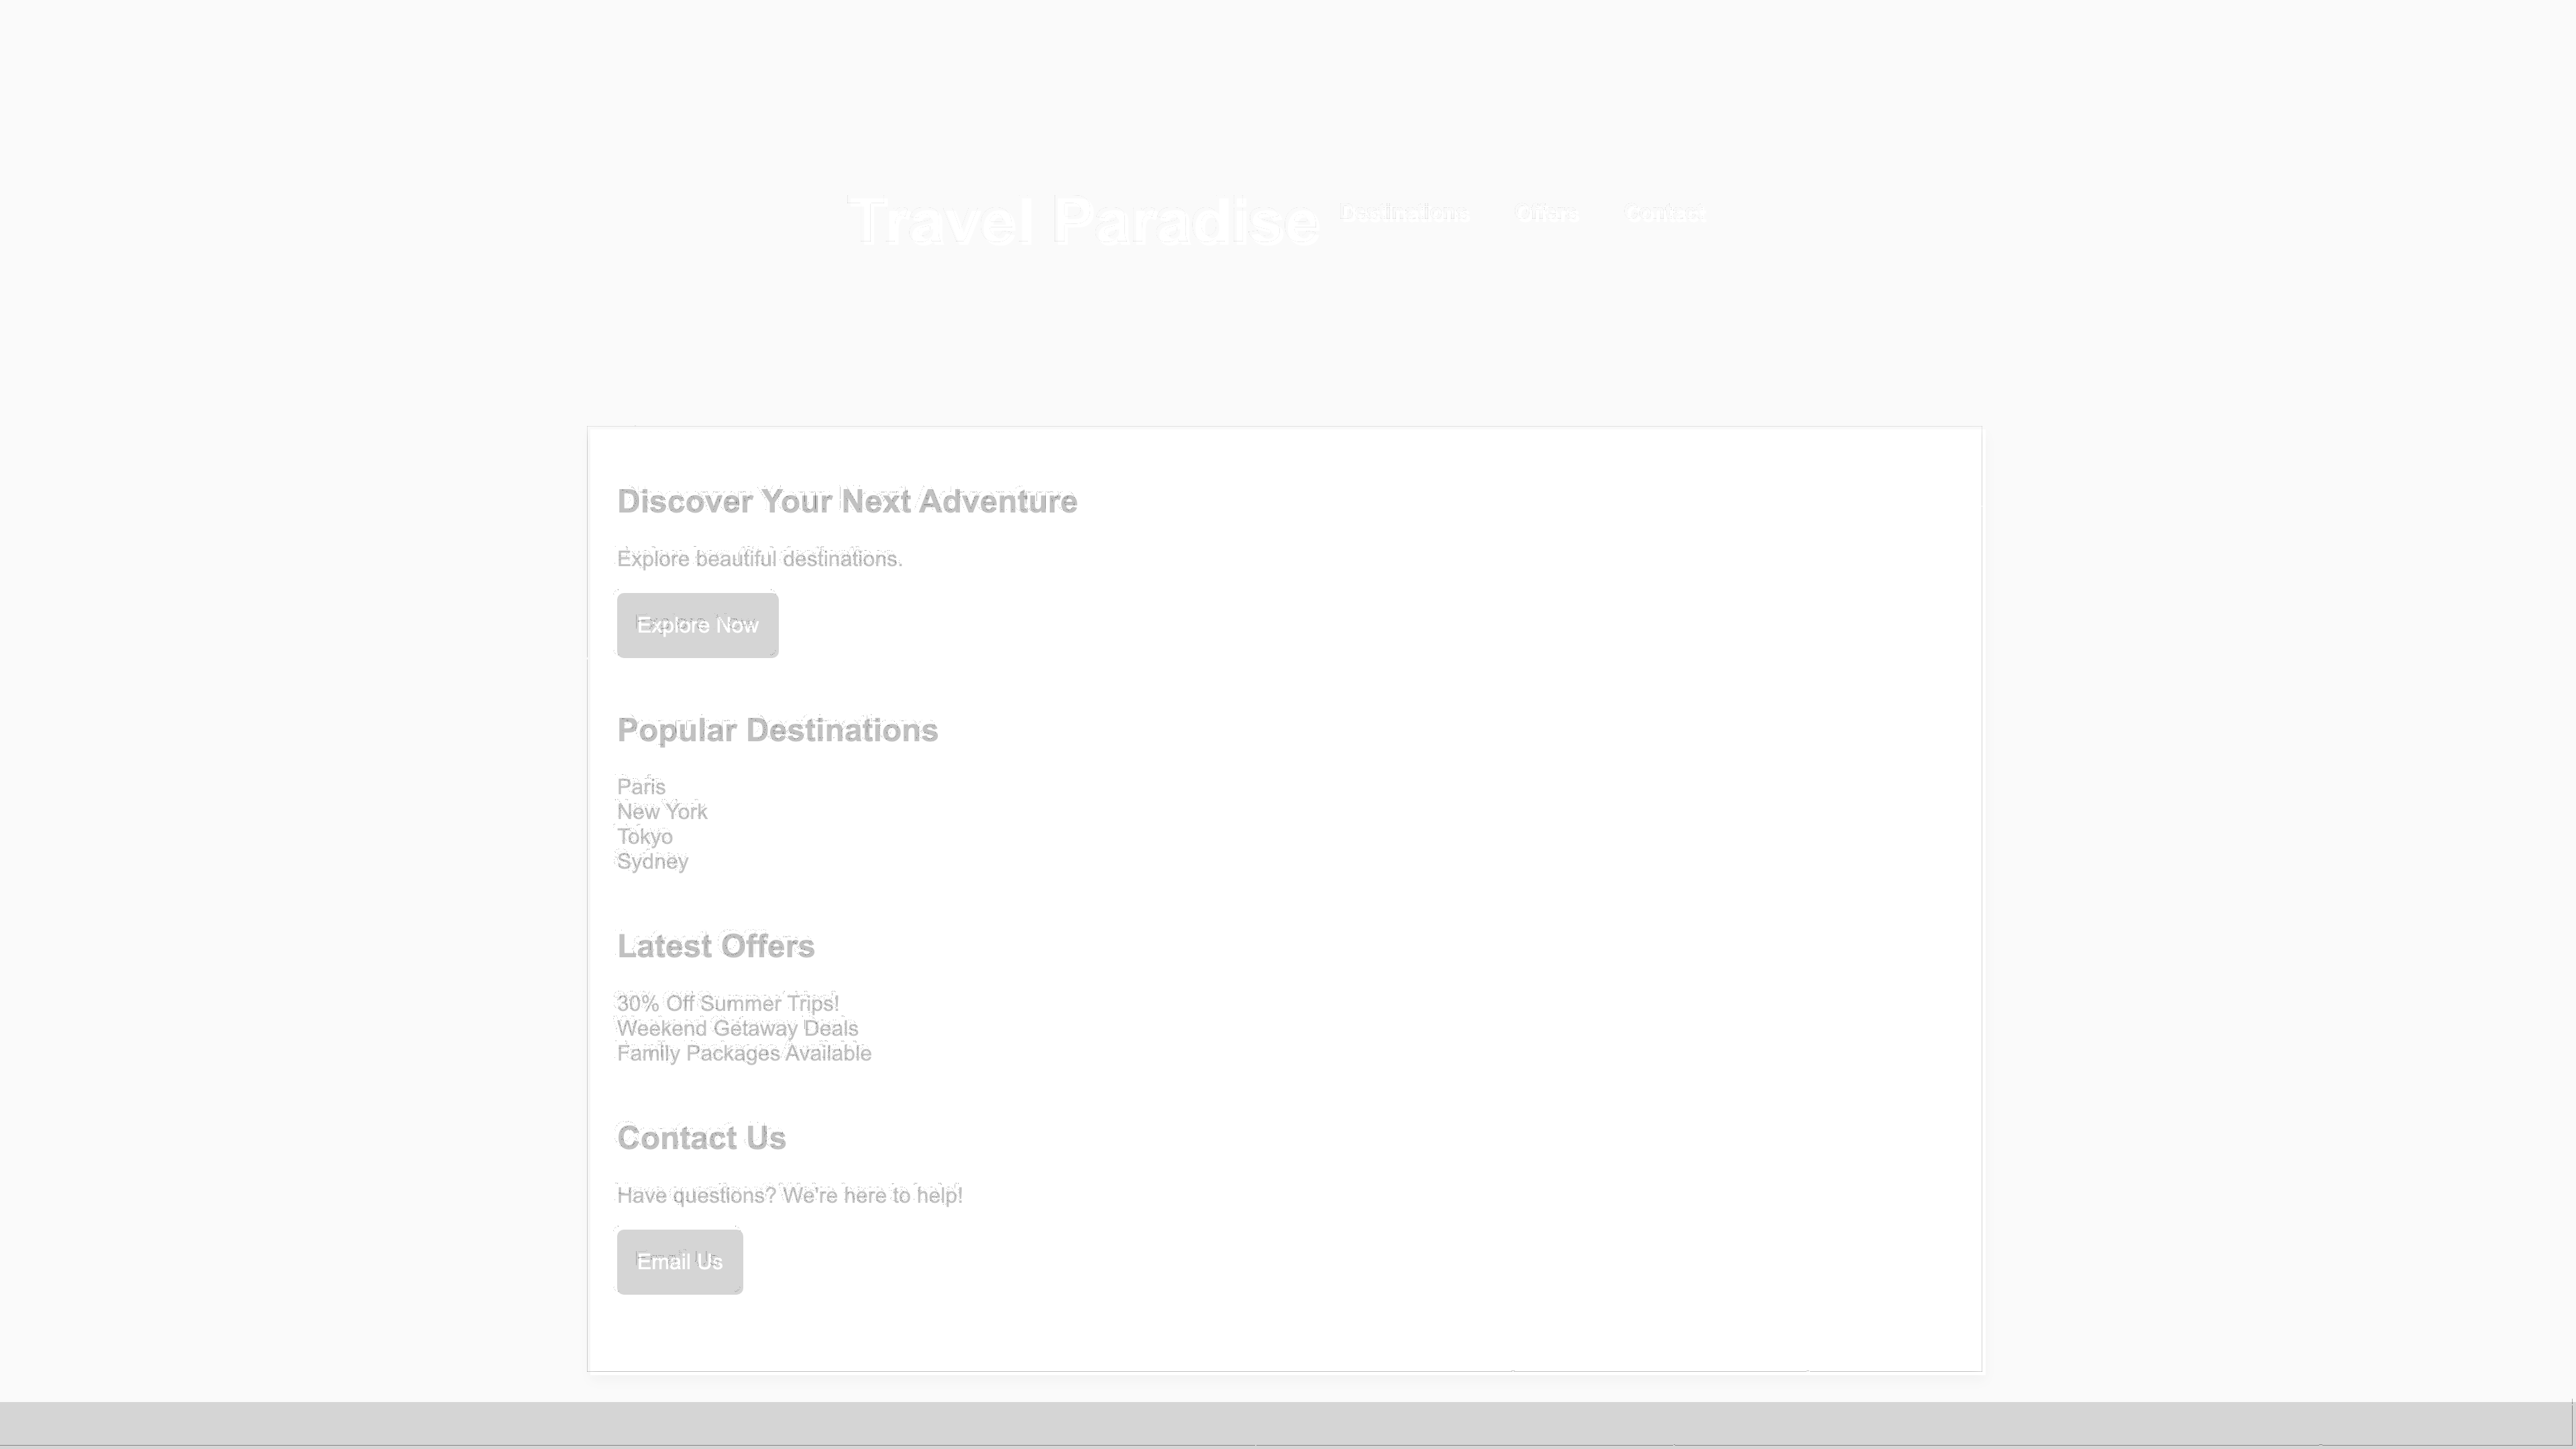 Travel Paradise
Destinations Offers Contact
Discover Your Next Adventure
Explore beautiful destinations.
Explore Now
Popular Destinations
Paris
New York
Tokyo
Sydney
Latest Offers
30% Off Summer Trips!
Weekend Getaway Deals
Family Packages Available
Contact Us
Have questions? We're here to help!
Email Us